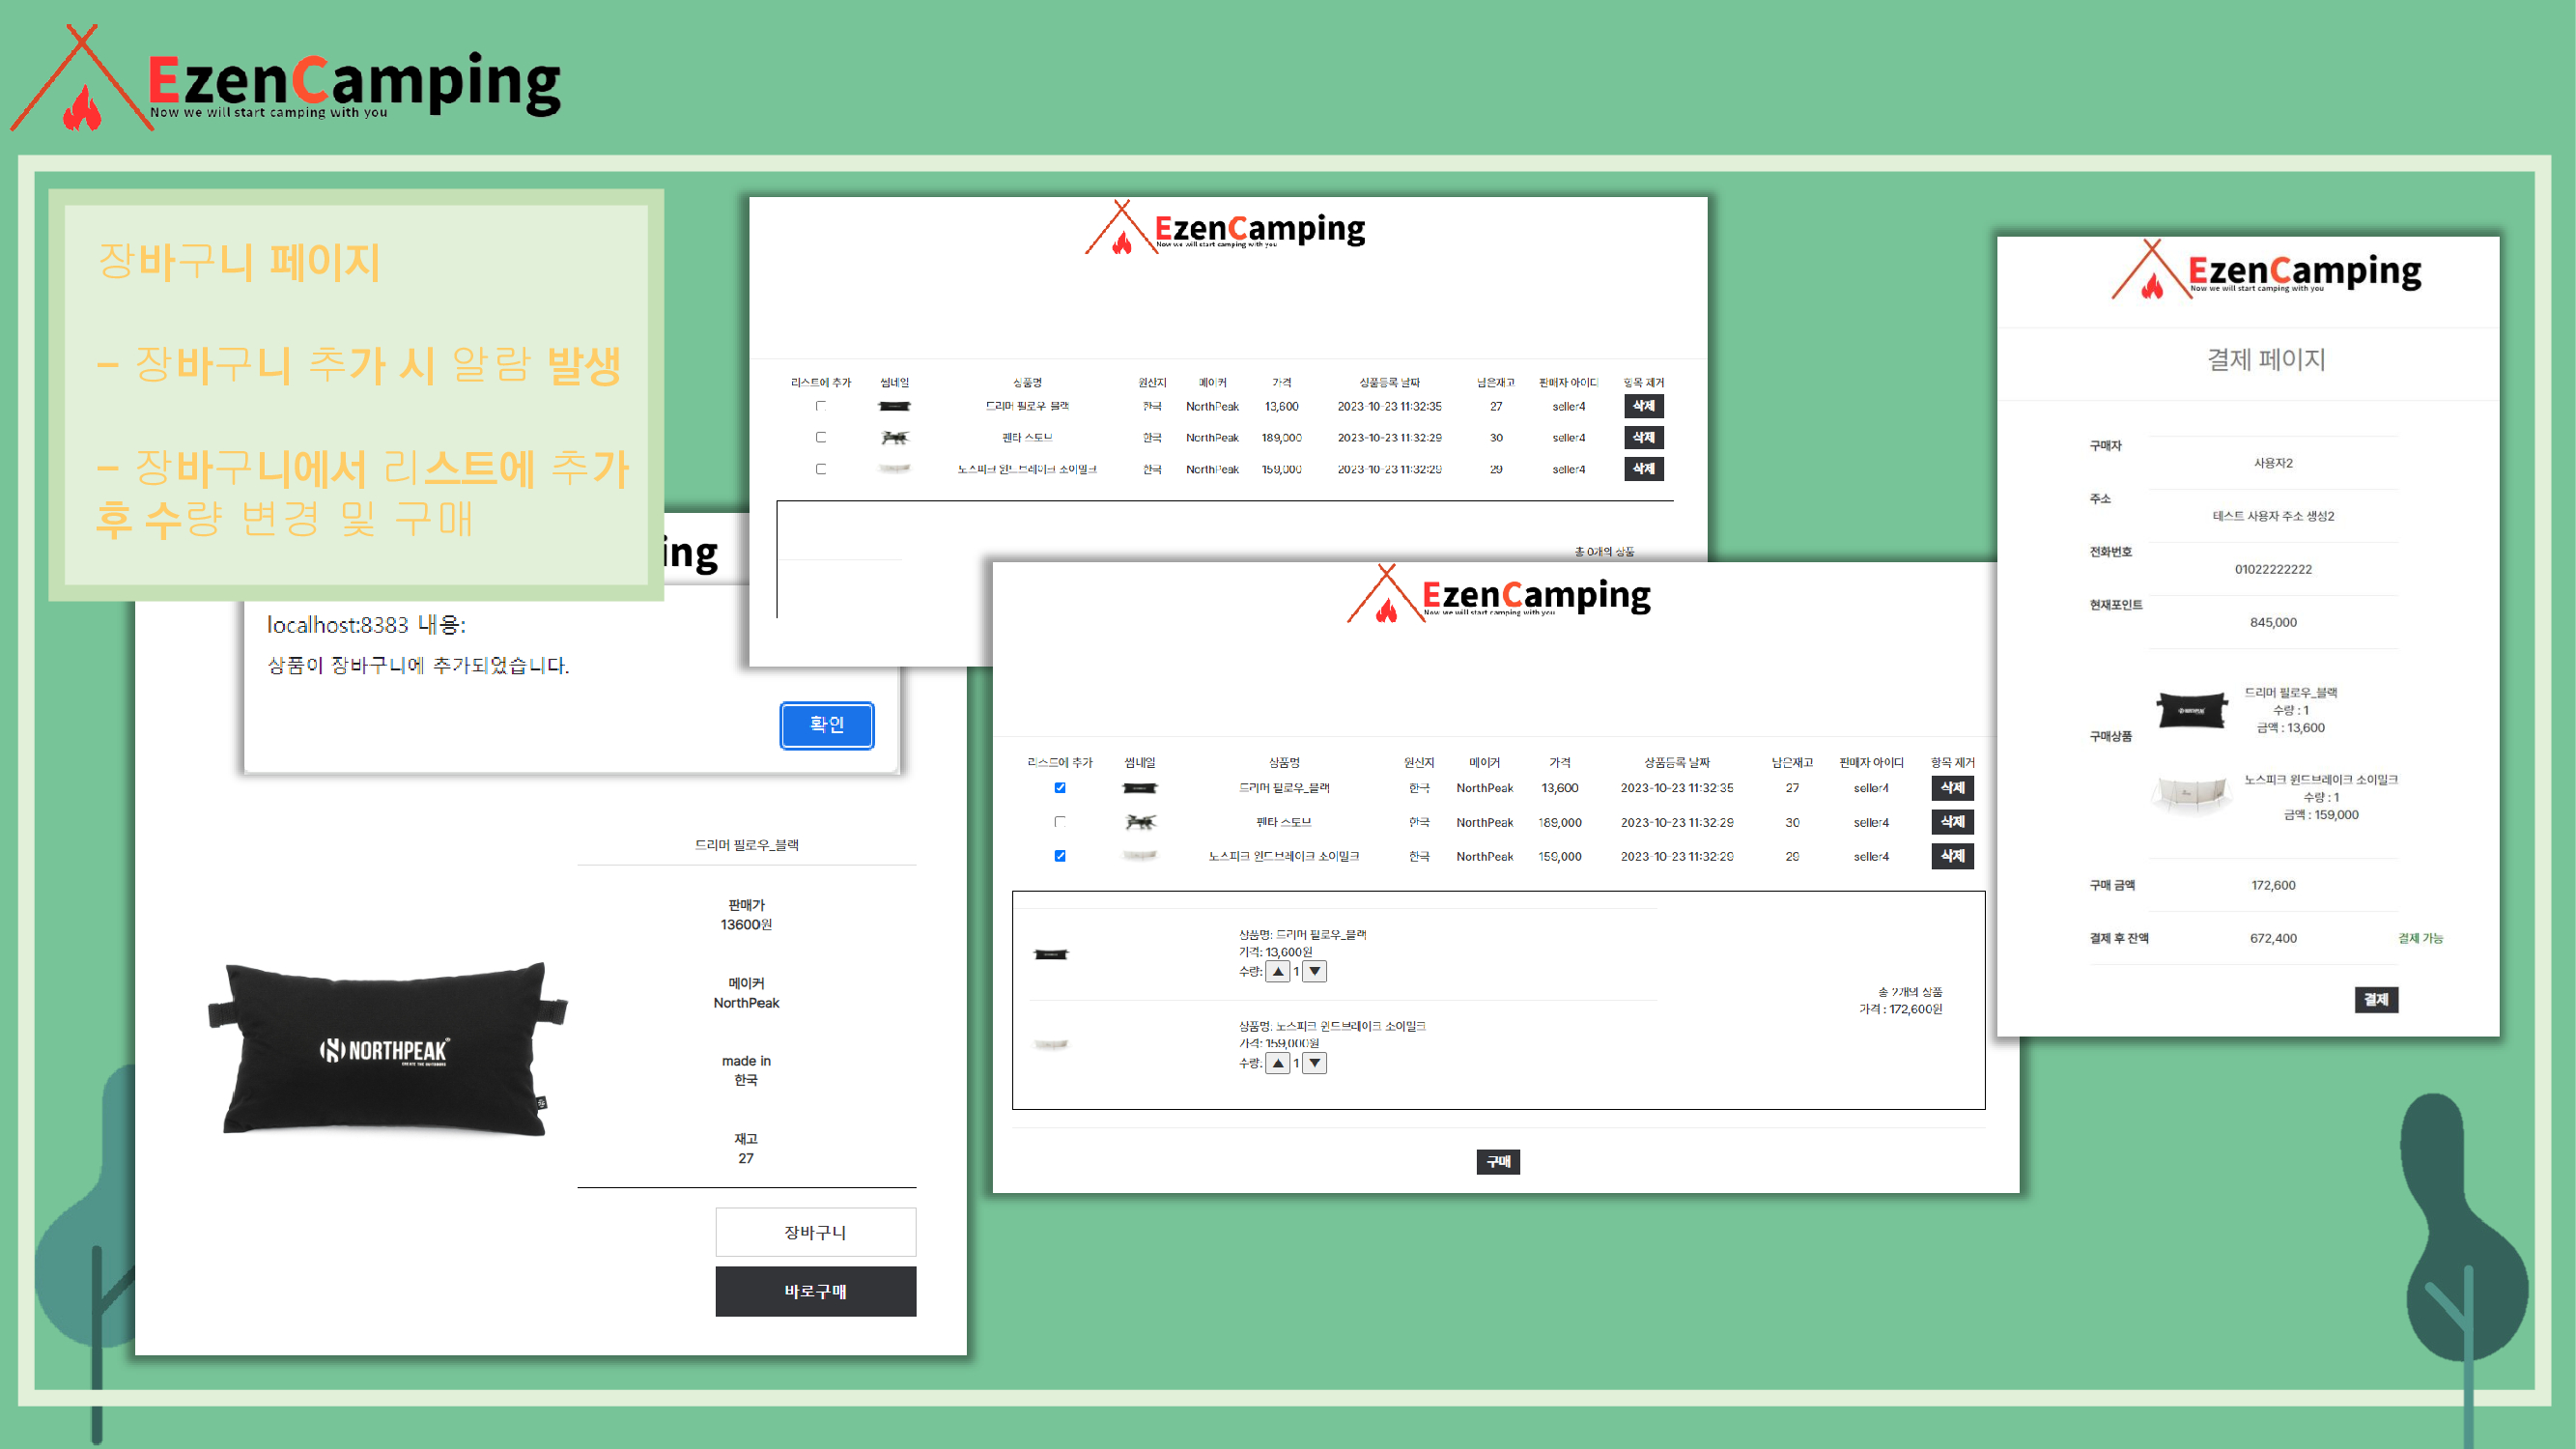 EzenCamping
Now we will start camping with you
장바구니 페이지
- 장바구니 추가 시 알람 발생
- 장바구니에서 리스트에 추가
후 수량 변경 및 구매
ing
localhost:8383 내용:
상품이 장바구니에 추가되었습니다.
확인
드리머 필로우_블랙
판매가
13600원
메이커
NorthPeak
made in
한국
재고
27
NORTHPEAK
장바구니
바로구매
EzenCamping
Now we will start camping with you
리스트에 추가 썸네일 상품명 원산지 메이커 가격 상품등록 날짜 남은재고 판매자 아이디 항목 제거
드리머 필로우_블랙 한국 NorthPeak 13,600 2023-10-23 11:32:35 27 seller4 삭제
펜타 스토브 한국 NorthPeak 189,000 2023-10-23 11:32:29 30 seller4 삭제
노스피크 윈드브레이크 소이밀크 한국 NorthPeak 159,000 2023-10-23 11:32:29 29 seller4 삭제
총 0개의 상품
EzenCamping
Now we will start camping with you
리스트에 추가 썸네일 상품명 원산지 메이커 가격 상품등록 날짜 남은재고 판매자 아이디 항목 제거
드리머 필로우_블랙 한국 NorthPeak 13,600 2023-10-23 11:32:35 27 seller4 삭제
펜타 스토브 한국 NorthPeak 189,000 2023-10-23 11:32:29 30 seller4 삭제
노스피크 윈드브레이크 소이밀크 한국 NorthPeak 159,000 2023-10-23 11:32:29 29 seller4 삭제
상품명: 드리머 필로우_블랙
가격: 13,600원
수량: ▲ 1 ▼
상품명: 노스피크 윈드브레이크 소이밀크
가격: 159,000원
수량: ▲ 1 ▼
총 2개의 상품
가격 : 172,600원
구매
EzenCamping
Now we will start camping with you
결제 페이지
구매자
사용자2
주소
테스트 사용자 주소 생성2
전화번호
01022222222
현재포인트
845,000
구매상품
드리머 필로우_블랙
수량 : 1
금액 : 13,600
노스피크 윈드브레이크 소이밀크
수량 : 1
금액 : 159,000
구매 금액 172,600
결제 후 잔액 672,400 결제 가능
결제